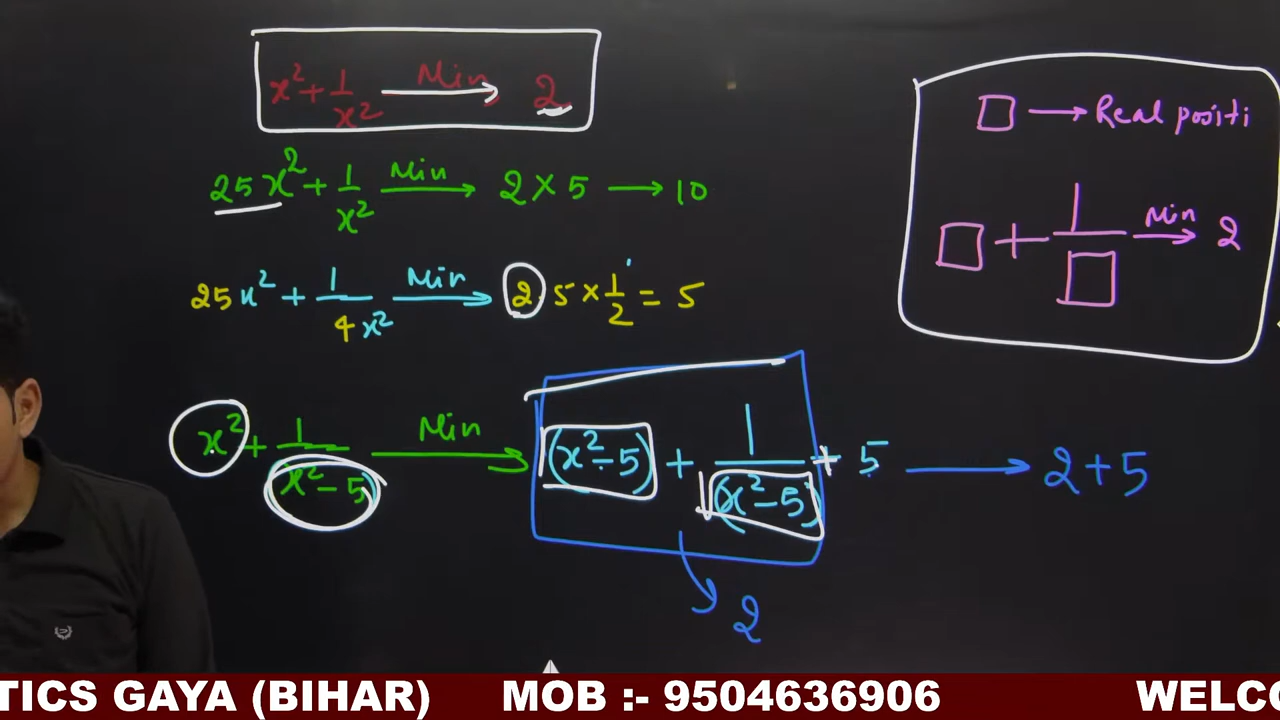 x² + 1/x² Min → 2
25x² + 1/x² Min → 2 × 5 → 10
25x² + 1/4x² Min → 2 · 5 × 1/2 = 5
x² + 1/(x² - 5) Min → (x² - 5) + 1/(x² - 5) + 5 → 2 + 5
2
□ → Real positi
□ + 1/□ Min → 2
TICS GAYA (BIHAR) MOB :- 9504636906 WELCO